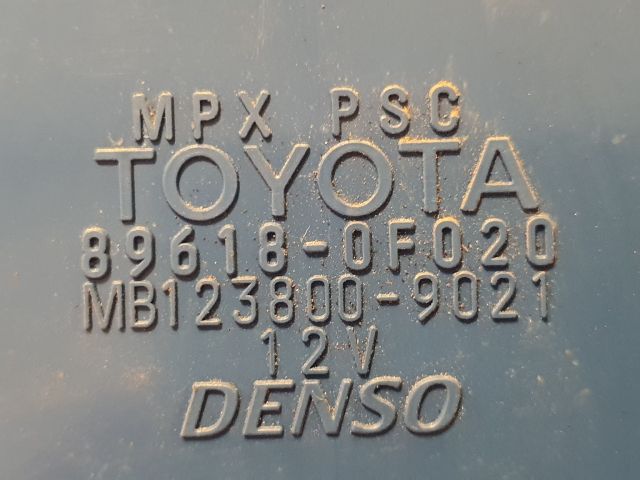 MPX PSC
TOYOTA
89618-0F020
MB123800-9021
12V
DENSO